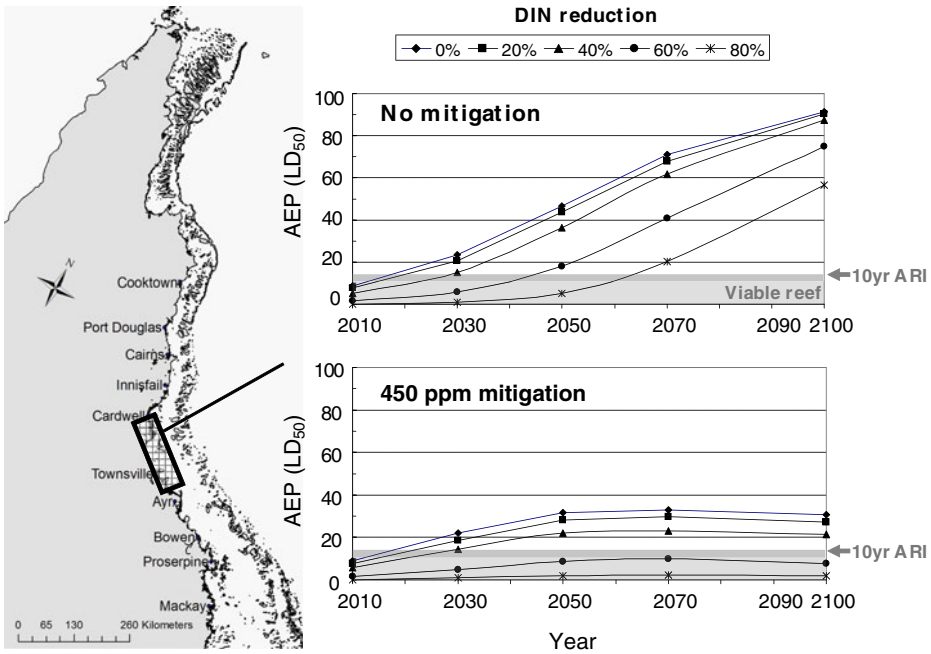 N
Cooktown
Port Douglas
Cairns
Innisfail
Cardwell
Townsville
Ayr
Bowen
Proserpine
Mackay
0 65 130 260 Kilometers
DIN reduction
0% 20% 40% 60% 80%
No mitigation
AEP (LD50)
100
80
60
40
20
0
10yr ARI
Viable reef
2010 2030 2050 2070 2090 2100
450 ppm mitigation
AEP (LD50)
100
80
60
40
20
0
10yr ARI
2010 2030 2050 2070 2090 2100
Year